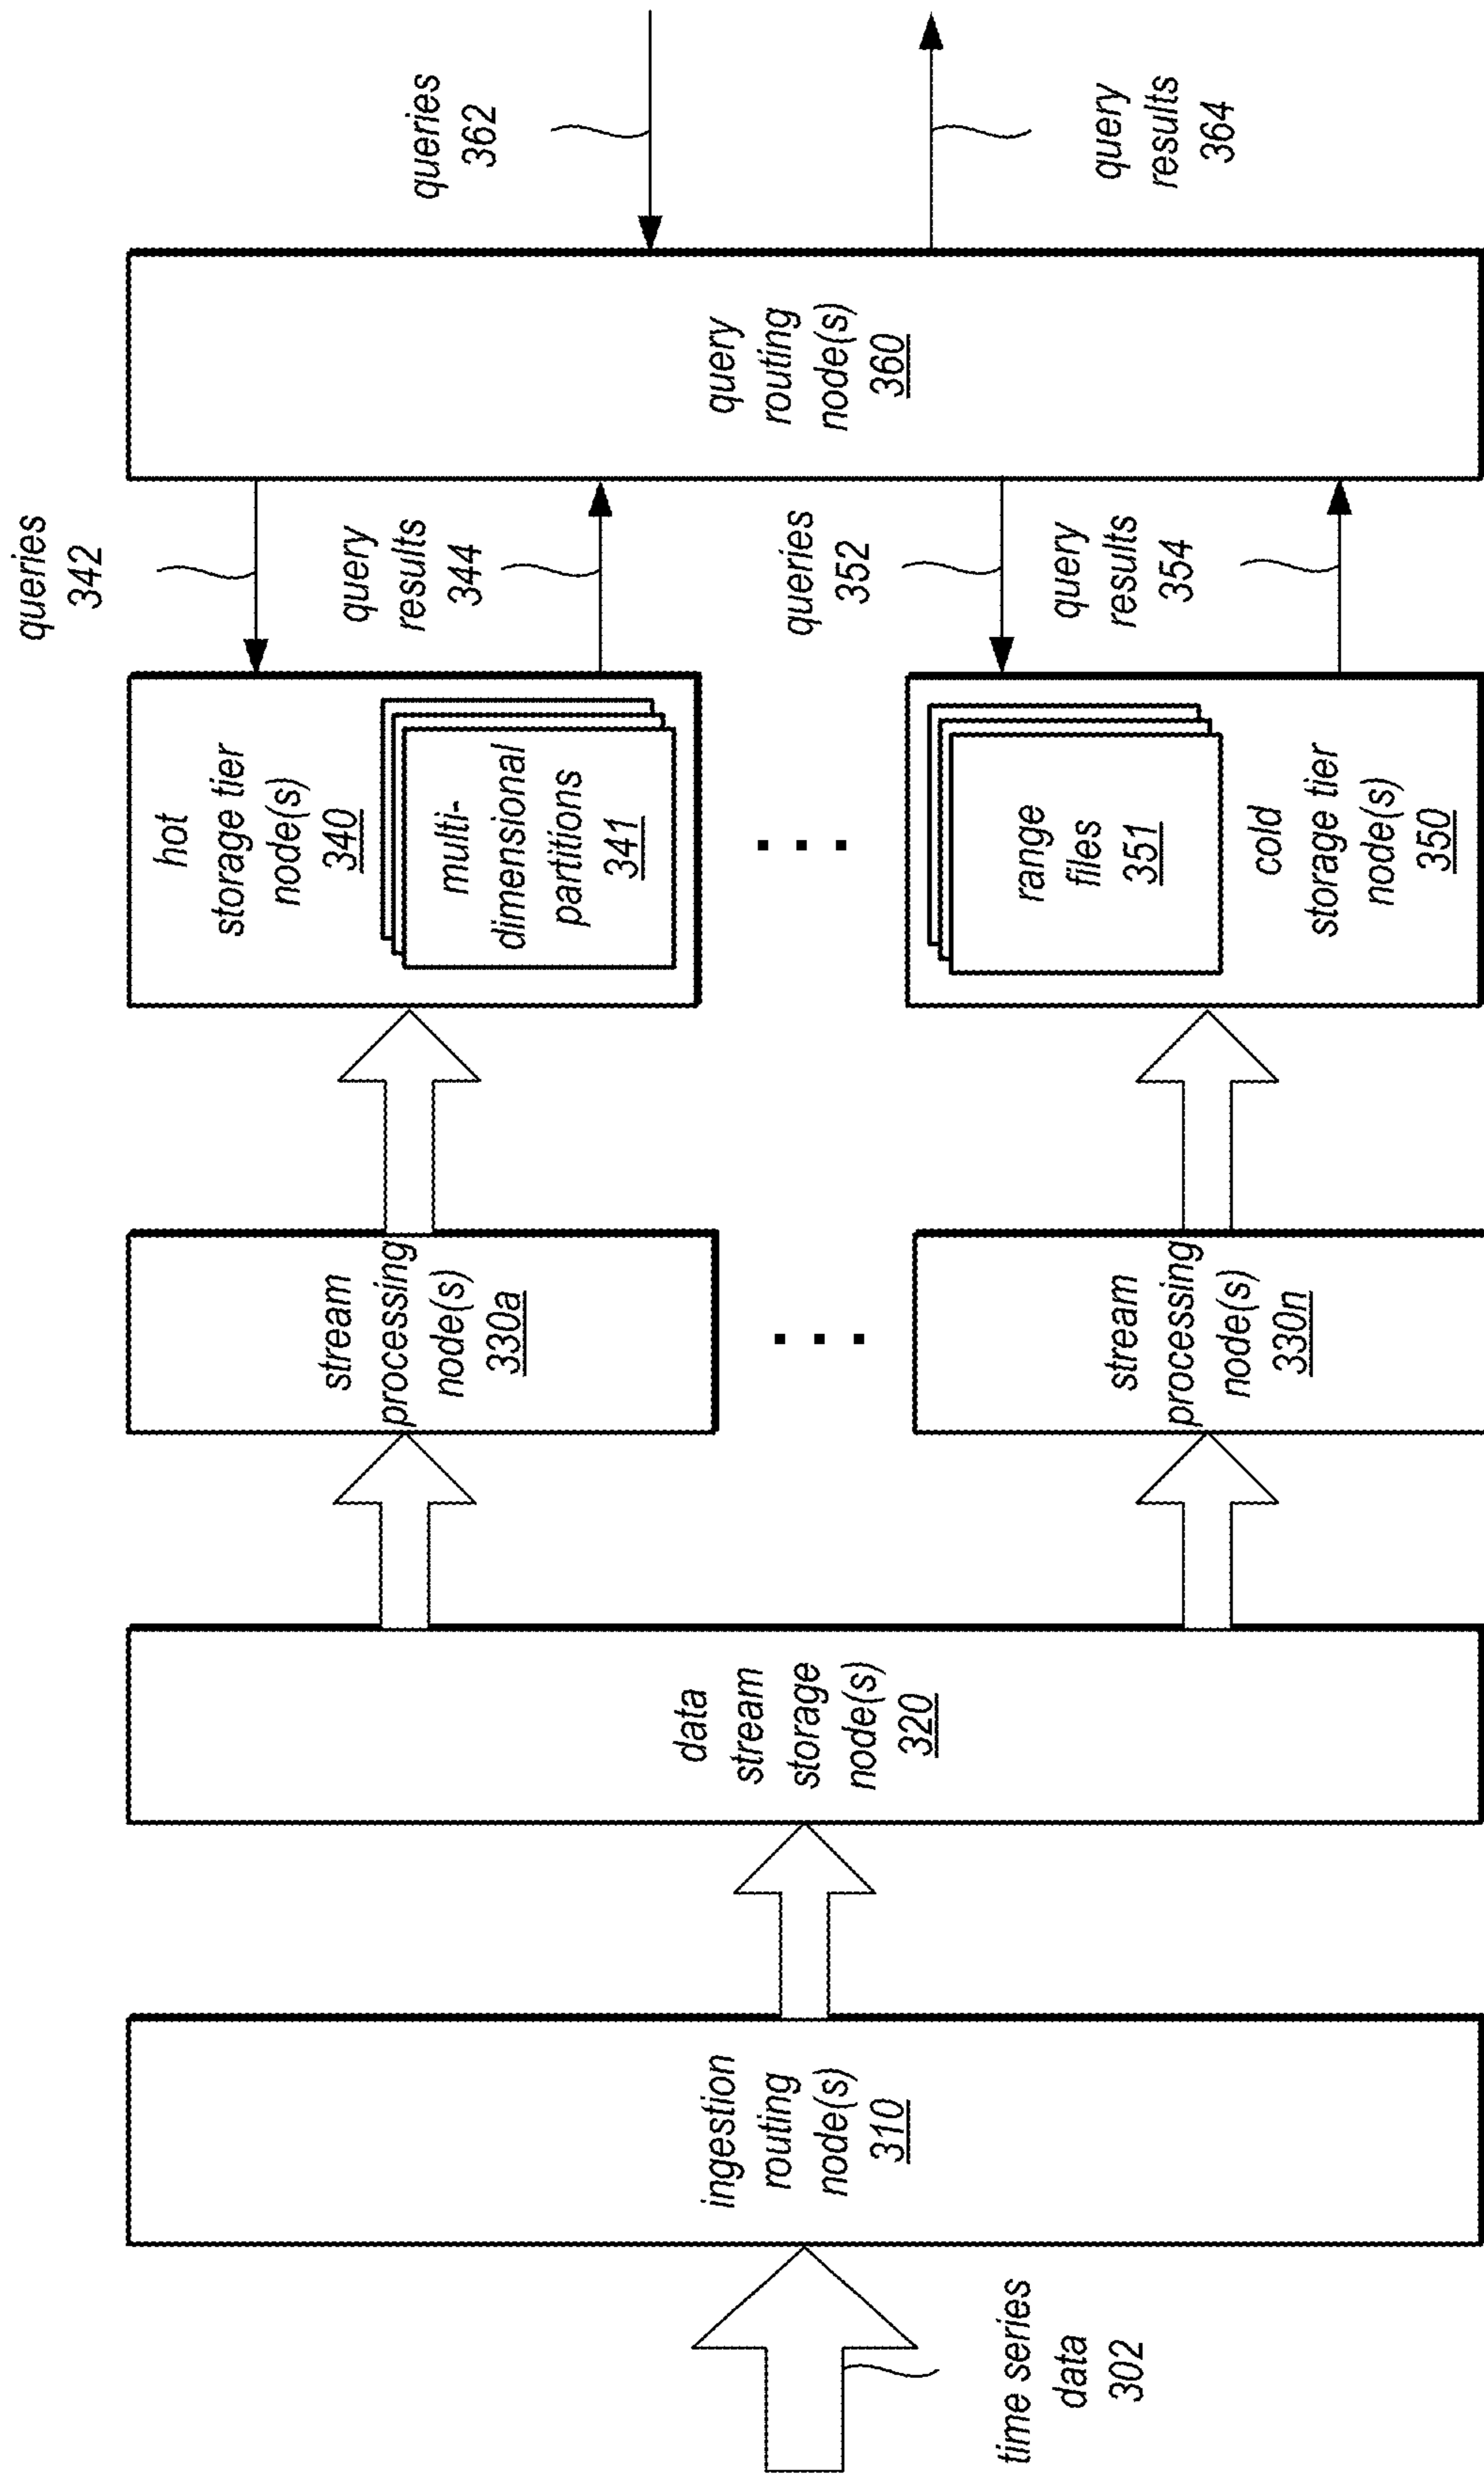 time series
data
302
ingestion
routing
node(s)
310
data
stream
storage
node(s)
320
stream
processing
node(s)
330a
...
stream
processing
node(s)
330n
hot
storage tier
node(s)
340
multi-
dimensional
partitions
341
...
range
files
351
cold
storage tier
node(s)
350
queries
342
query
results
344
queries
352
query
results
354
query
routing
node(s)
360
queries
362
query
results
364